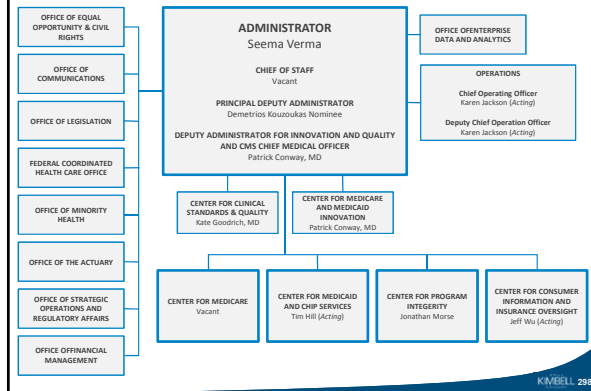 OFFICE OF EQUAL
OPPORTUNITY & CIVIL
RIGHTS
OFFICE OF
COMMUNICATIONS
OFFICE OF LEGISLATION
FEDERAL COORDINATED
HEALTH CARE OFFICE
OFFICE OF MINORITY
HEALTH
OFFICE OF THE ACTUARY
OFFICE OF STRATEGIC
OPERATIONS AND
REGULATORY AFFAIRS
OFFICE OFFINANCIAL
MANAGEMENT
ADMINISTRATOR
Seema Verma
CHIEF OF STAFF
Vacant
PRINCIPAL DEPUTY ADMINISTRATOR
Demetrios Kouzoukas Nominee
DEPUTY ADMINISTRATOR FOR INNOVATION AND QUALITY
AND CMS CHIEF MEDICAL OFFICER
Patrick Conway, MD
OFFICE OFENTERPRISE
DATA AND ANALYTICS
OPERATIONS
Chief Operating Officer
Karen Jackson (Acting)
Deputy Chief Operation Officer
Karen Jackson (Acting)
CENTER FOR CLINICAL
STANDARDS & QUALITY
Kate Goodrich, MD
CENTER FOR MEDICARE
AND MEDICAID
INNOVATION
Patrick Conway, MD
CENTER FOR MEDICARE
Vacant
CENTER FOR MEDICAID
AND CHIP SERVICES
Tim Hill (Acting)
CENTER FOR PROGRAM
INTEGERITY
Jonathan Morse
CENTER FOR CONSUMER
INFORMATION AND
INSURANCE OVERSIGHT
Jeff Wu (Acting)
KIMBELL 298